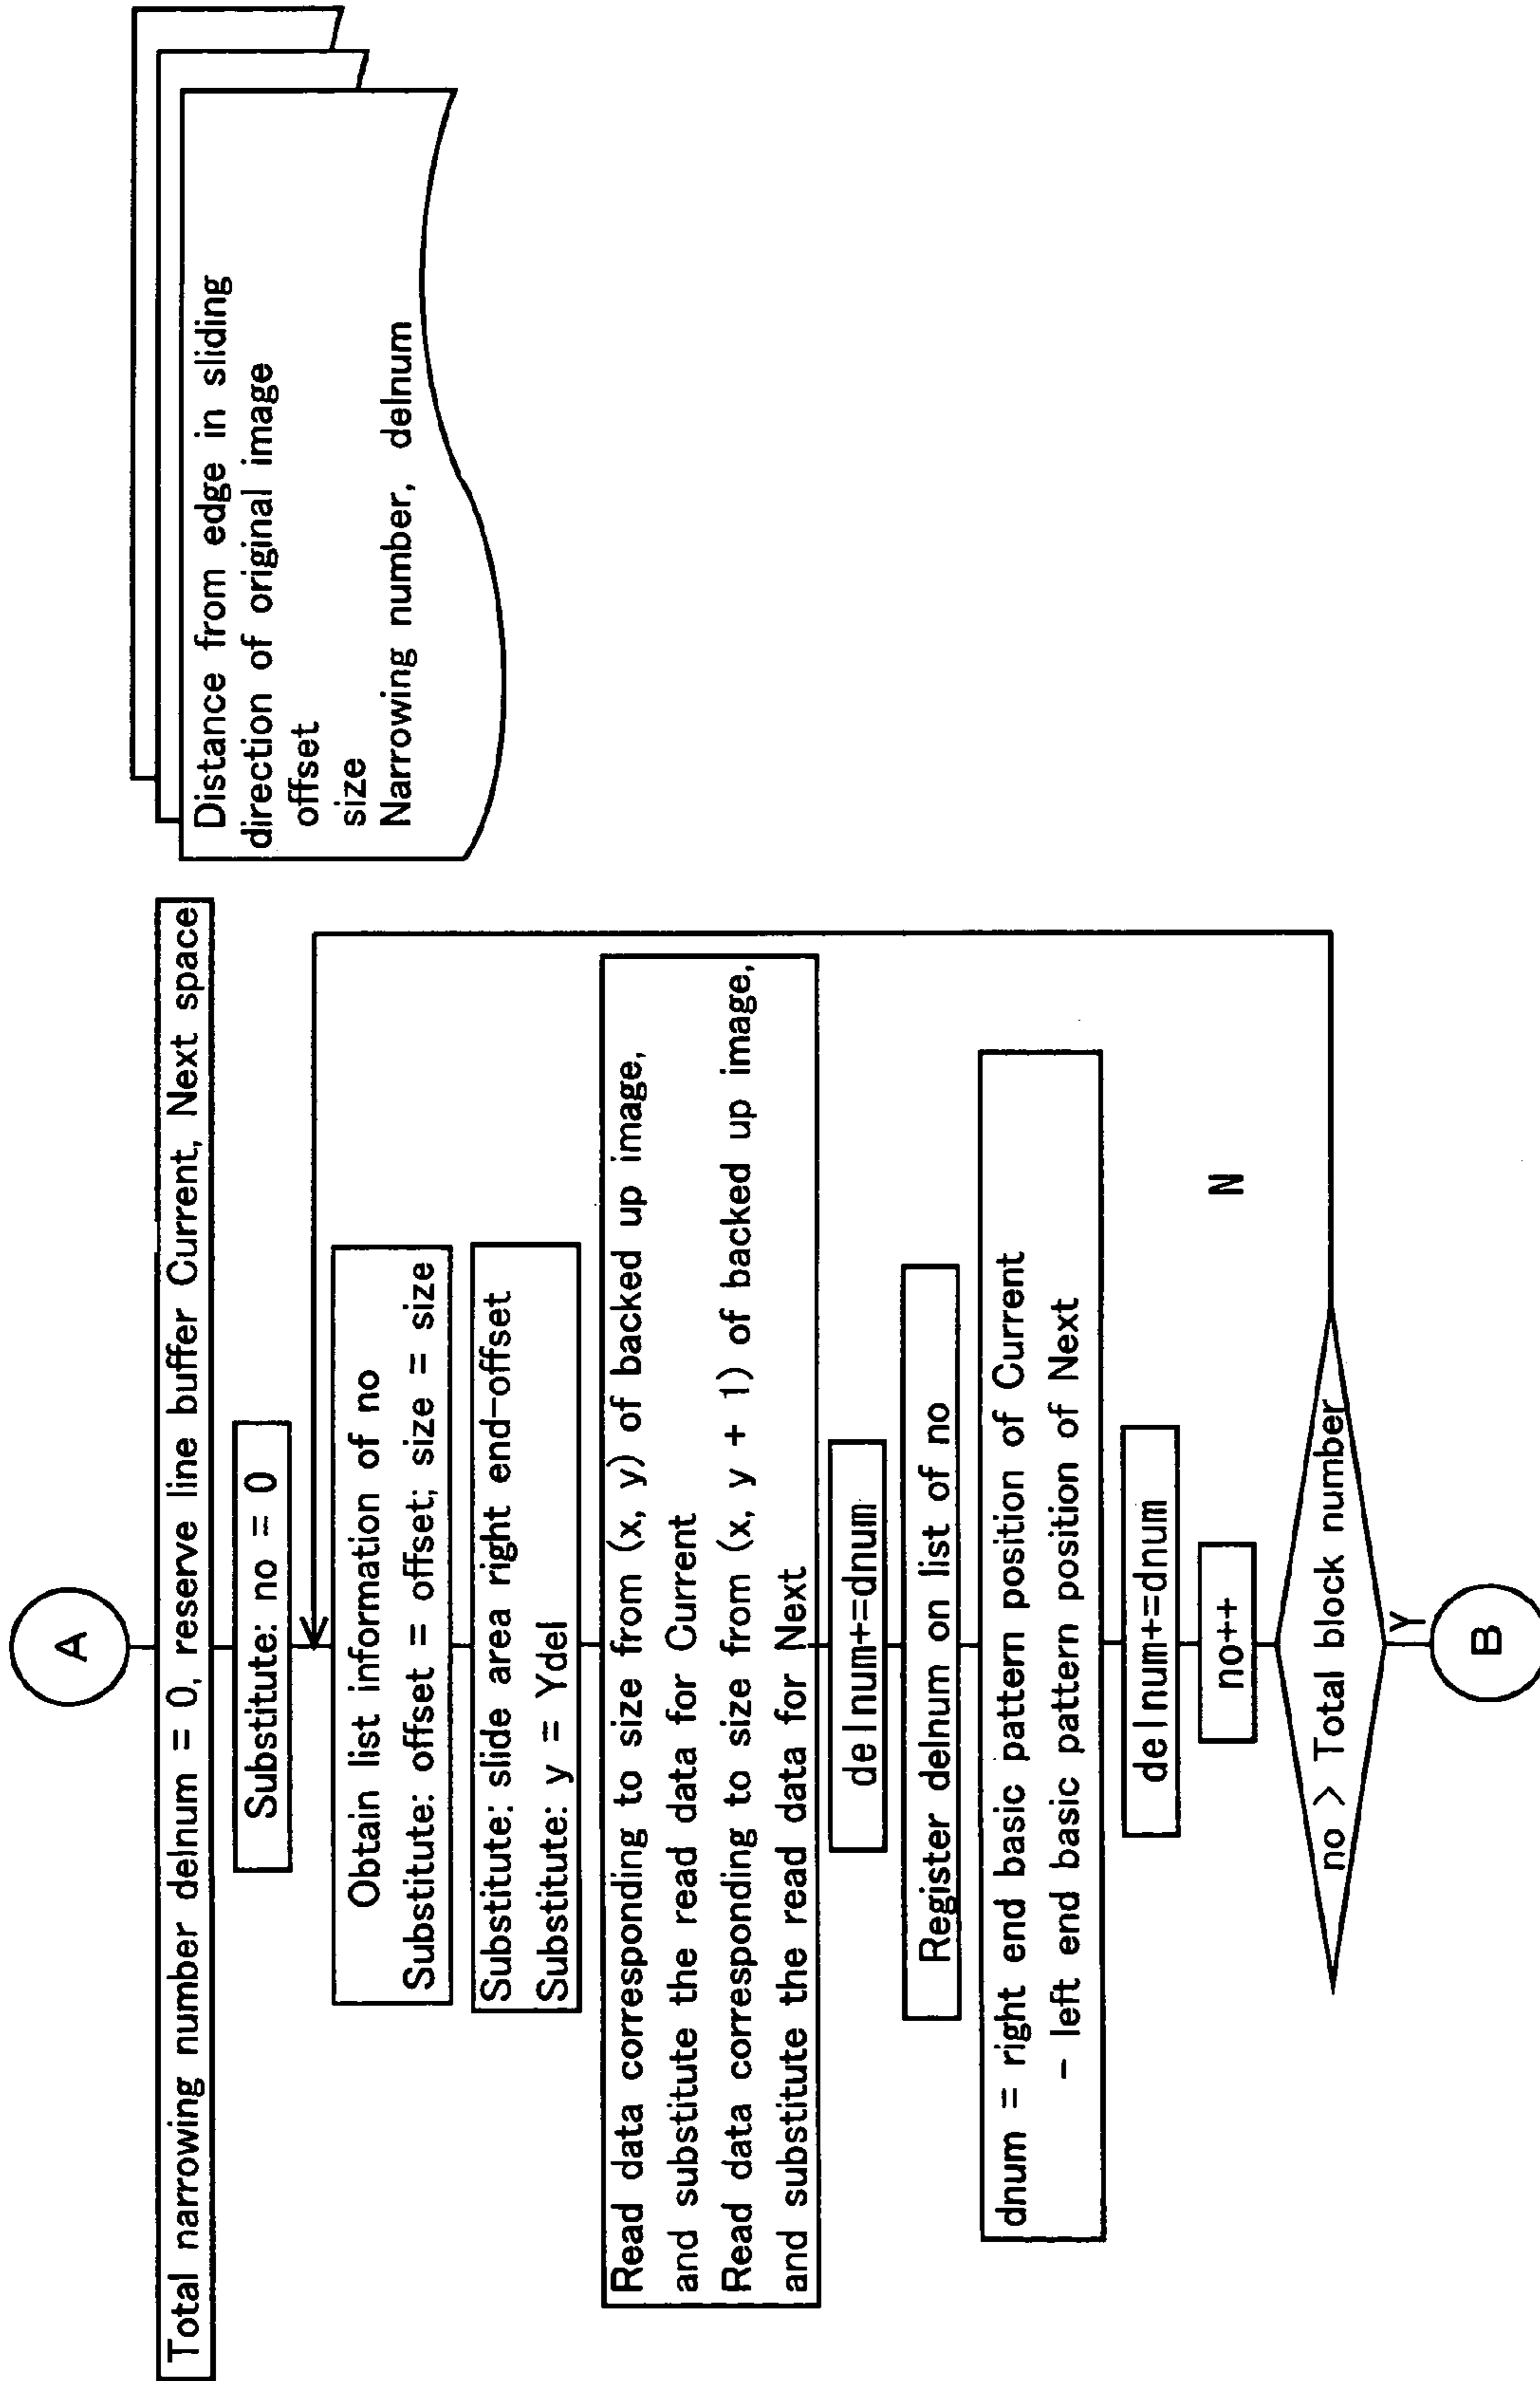 A
Total narrowing number delnum = 0, reserve line buffer Current, Next space
Substitute: no = 0
Obtain list information of no
Substitute: offset = offset; size = size
Substitute: slide area right end-offset
Substitute: y = Ydel
Read data corresponding to size from (x, y) of backed up image,
and substitute the read data for Current
Read data corresponding to size from (x, y + 1) of backed up image,
and substitute the read data for Next
delnum+=dnum
Register delnum on list of no
dnum = right end basic pattern position of Current
- left end basic pattern position of Next
delnum+=dnum
no++
no > Total block number
N
Y
B
Distance from edge in sliding
direction of original image
offset
size
Narrowing number, delnum